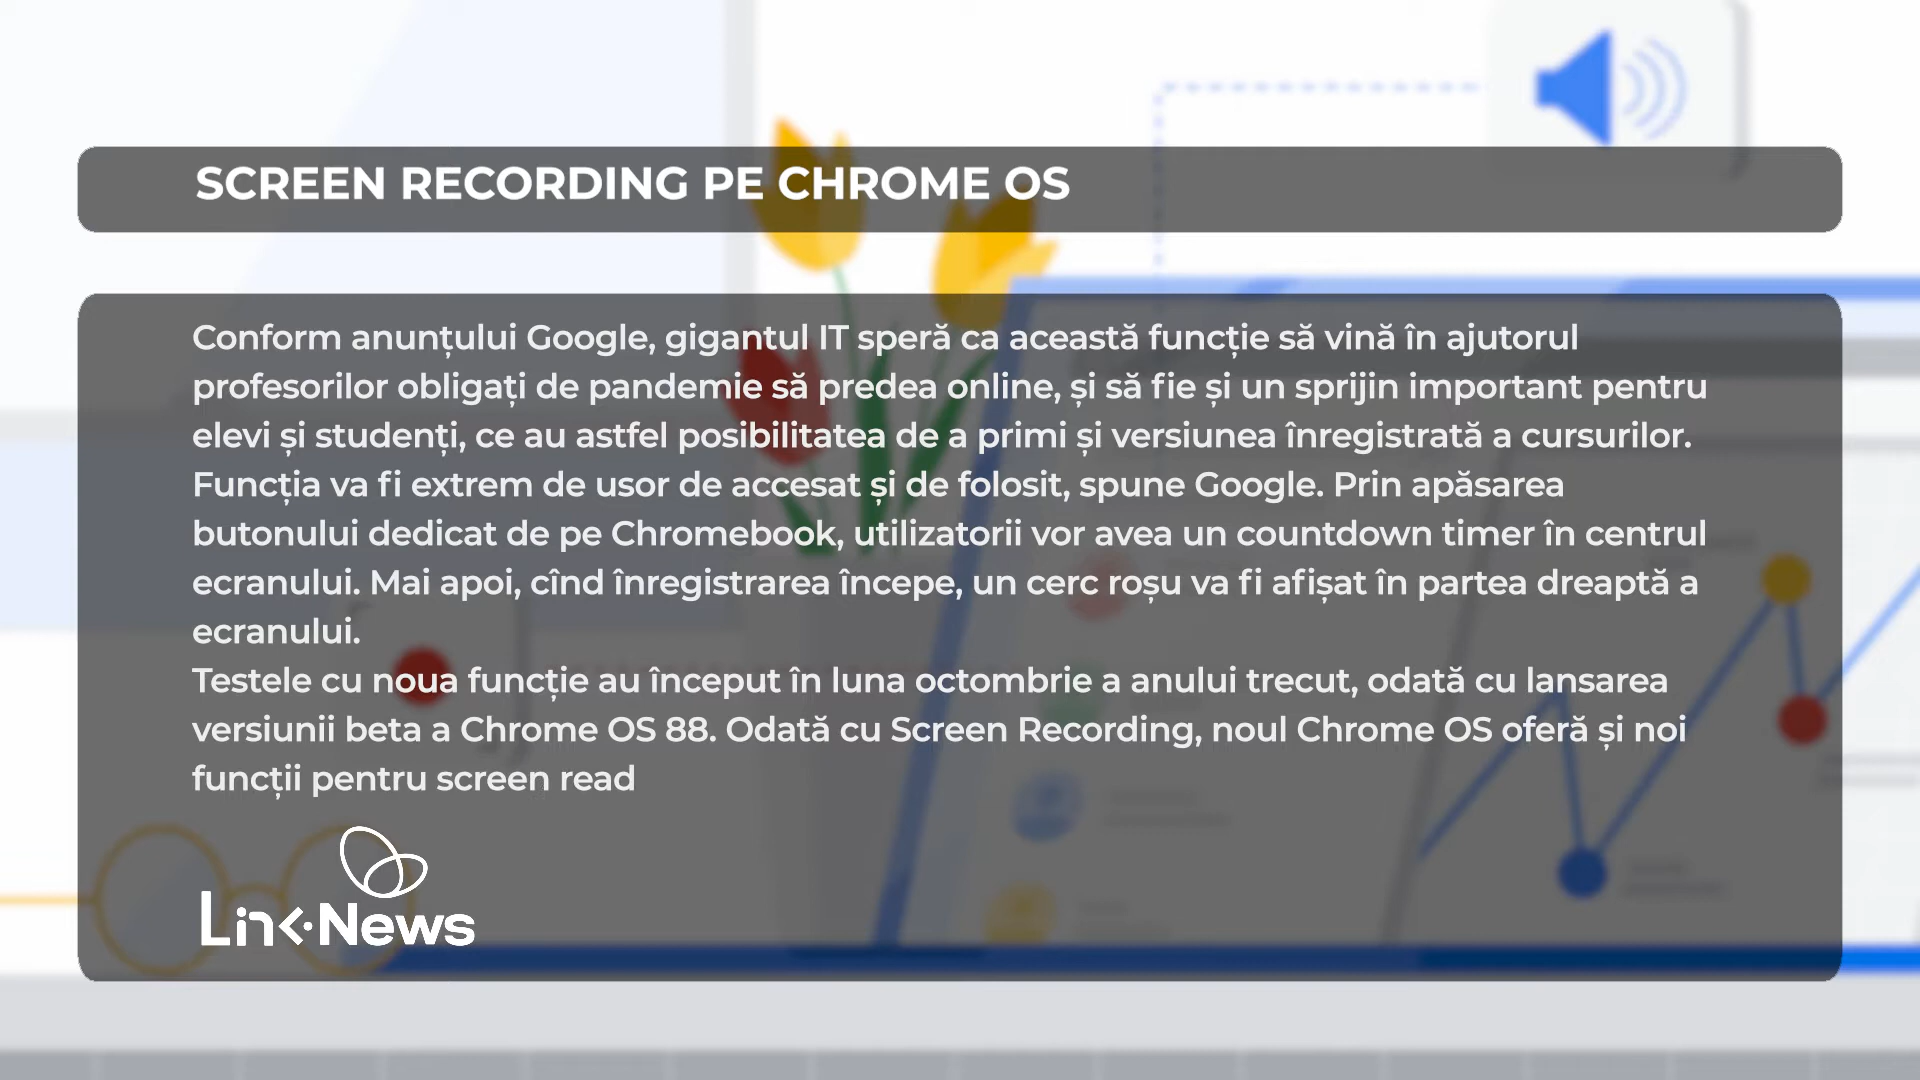 SCREEN RECORDING PE CHROME OS
Conform anunțului Google, gigantul IT speră ca această funcție să vină în ajutorul
profesorilor obligați de pandemie să predea online, și să fie și un sprijin important pentru
elevi și studenți, ce au astfel posibilitatea de a primi și versiunea înregistrată a cursurilor.
Funcția va fi extrem de usor de accesat și de folosit, spune Google. Prin apăsarea
butonului dedicat de pe Chromebook, utilizatorii vor avea un countdown timer în centrul
ecranului. Mai apoi, cînd înregistrarea începe, un cerc roșu va fi afișat în partea dreaptă a
ecranului.
Testele cu noua funcție au început în luna octombrie a anului trecut, odată cu lansarea
versiunii beta a Chrome OS 88. Odată cu Screen Recording, noul Chrome OS oferă și noi
funcții pentru screen read
Link News